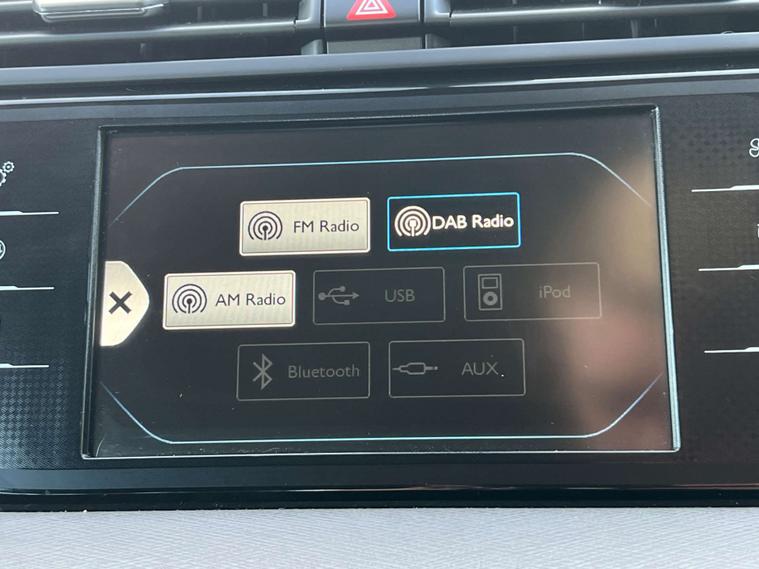 FM Radio
DAB Radio
AM Radio
USB
iPod
Bluetooth
AUX